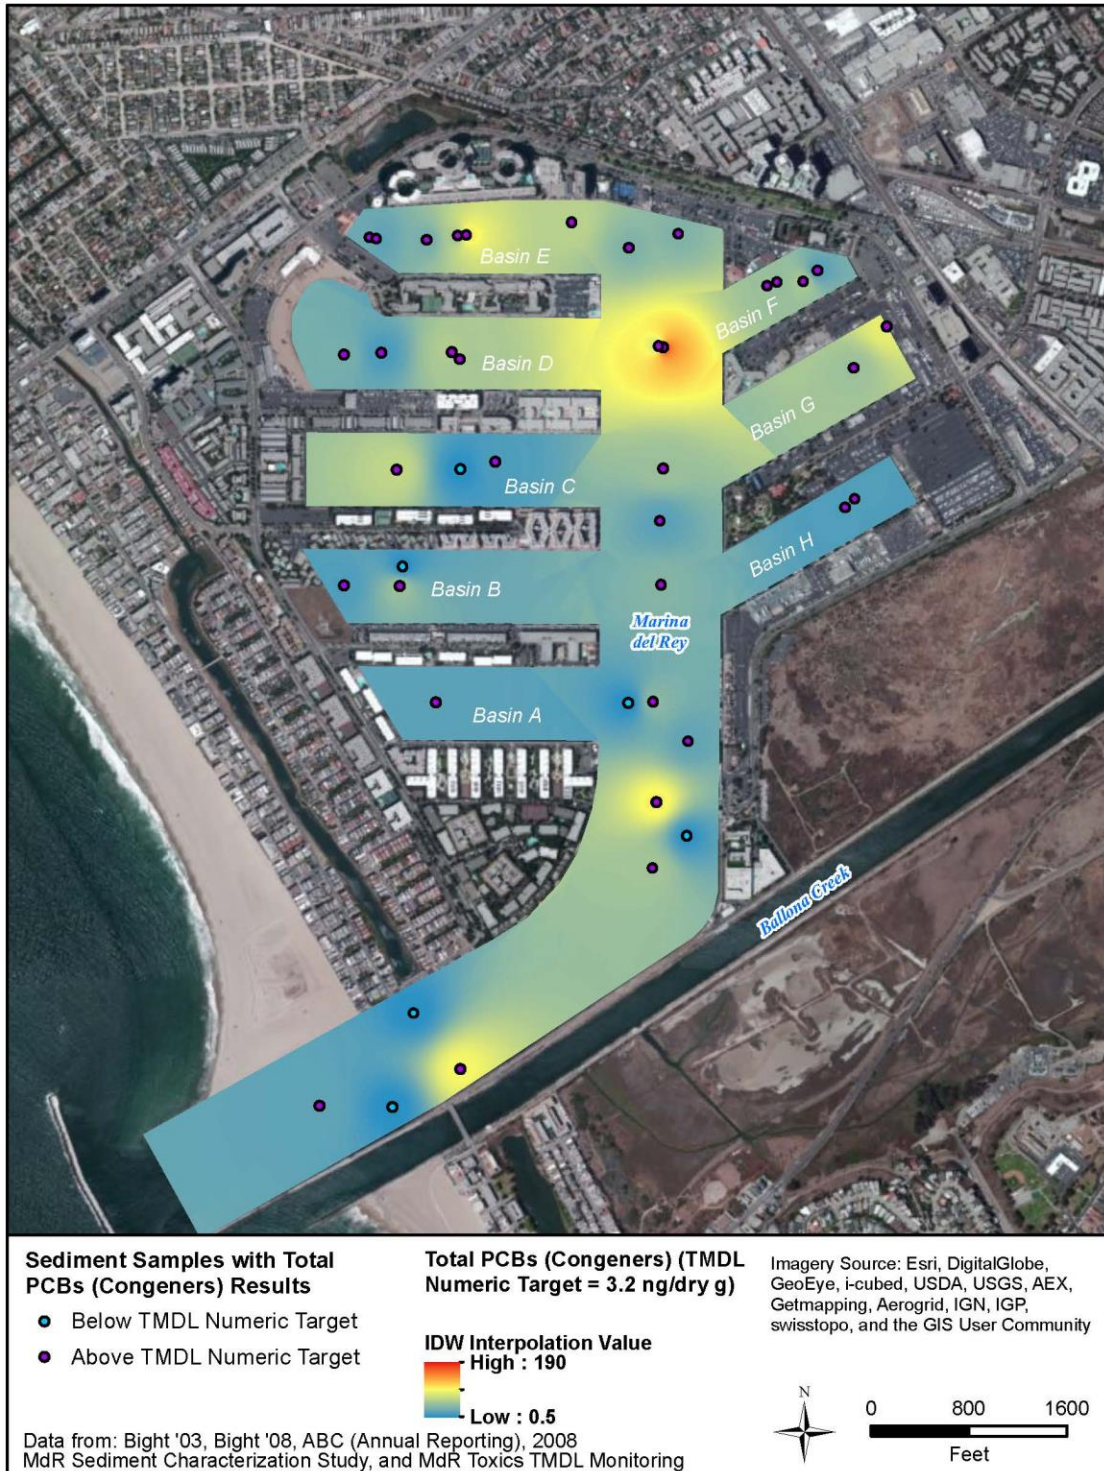 Basin E
Basin F
Basin D
Basin G
Basin C
Basin H
Basin B
Marina
del Rey
Basin A
Ballona Creek
Sediment Samples with Total
PCBs (Congeners) Results
Below TMDL Numeric Target
Above TMDL Numeric Target
Total PCBs (Congeners) (TMDL
Numeric Target = 3.2 ng/dry g)
IDW Interpolation Value
High : 190
Low : 0.5
Imagery Source: Esri, DigitalGlobe,
GeoEye, i-cubed, USDA, USGS, AEX,
Getmapping, Aerogrid, IGN, IGP,
swisstopo, and the GIS User Community
N
0 800 1600
Feet
Data from: Bight '03, Bight '08, ABC (Annual Reporting), 2008
MdR Sediment Characterization Study, and MdR Toxics TMDL Monitoring